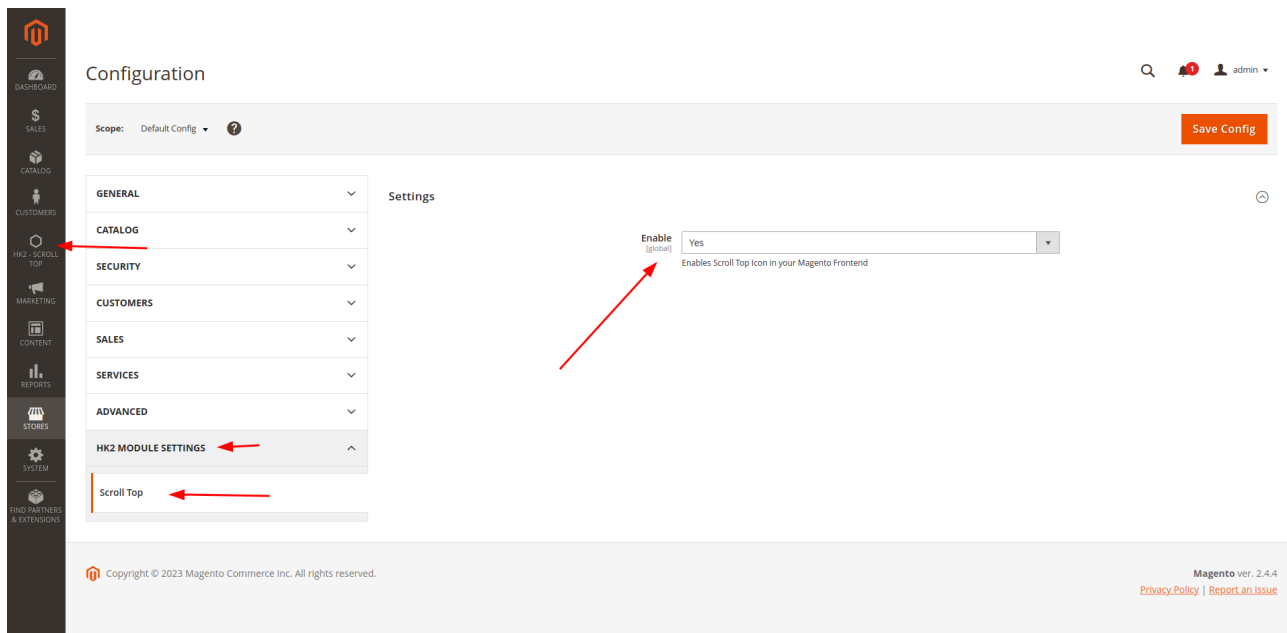 DASHBOARD
SALES
CATALOG
CUSTOMERS
HK2 - SCROLL
TOP
MARKETING
CONTENT
REPORTS
STORES
SYSTEM
FIND PARTNERS
& EXTENSIONS
Configuration
1
admin
Scope: Default Config ?
Save Config
GENERAL
CATALOG
SECURITY
CUSTOMERS
SALES
SERVICES
ADVANCED
HK2 MODULE SETTINGS
Scroll Top
Settings
Enable
[global]
Yes
Enables Scroll Top Icon in your Magento Frontend
Copyright © 2023 Magento Commerce Inc. All rights reserved.
Magento ver. 2.4.4
Privacy Policy | Report an Issue